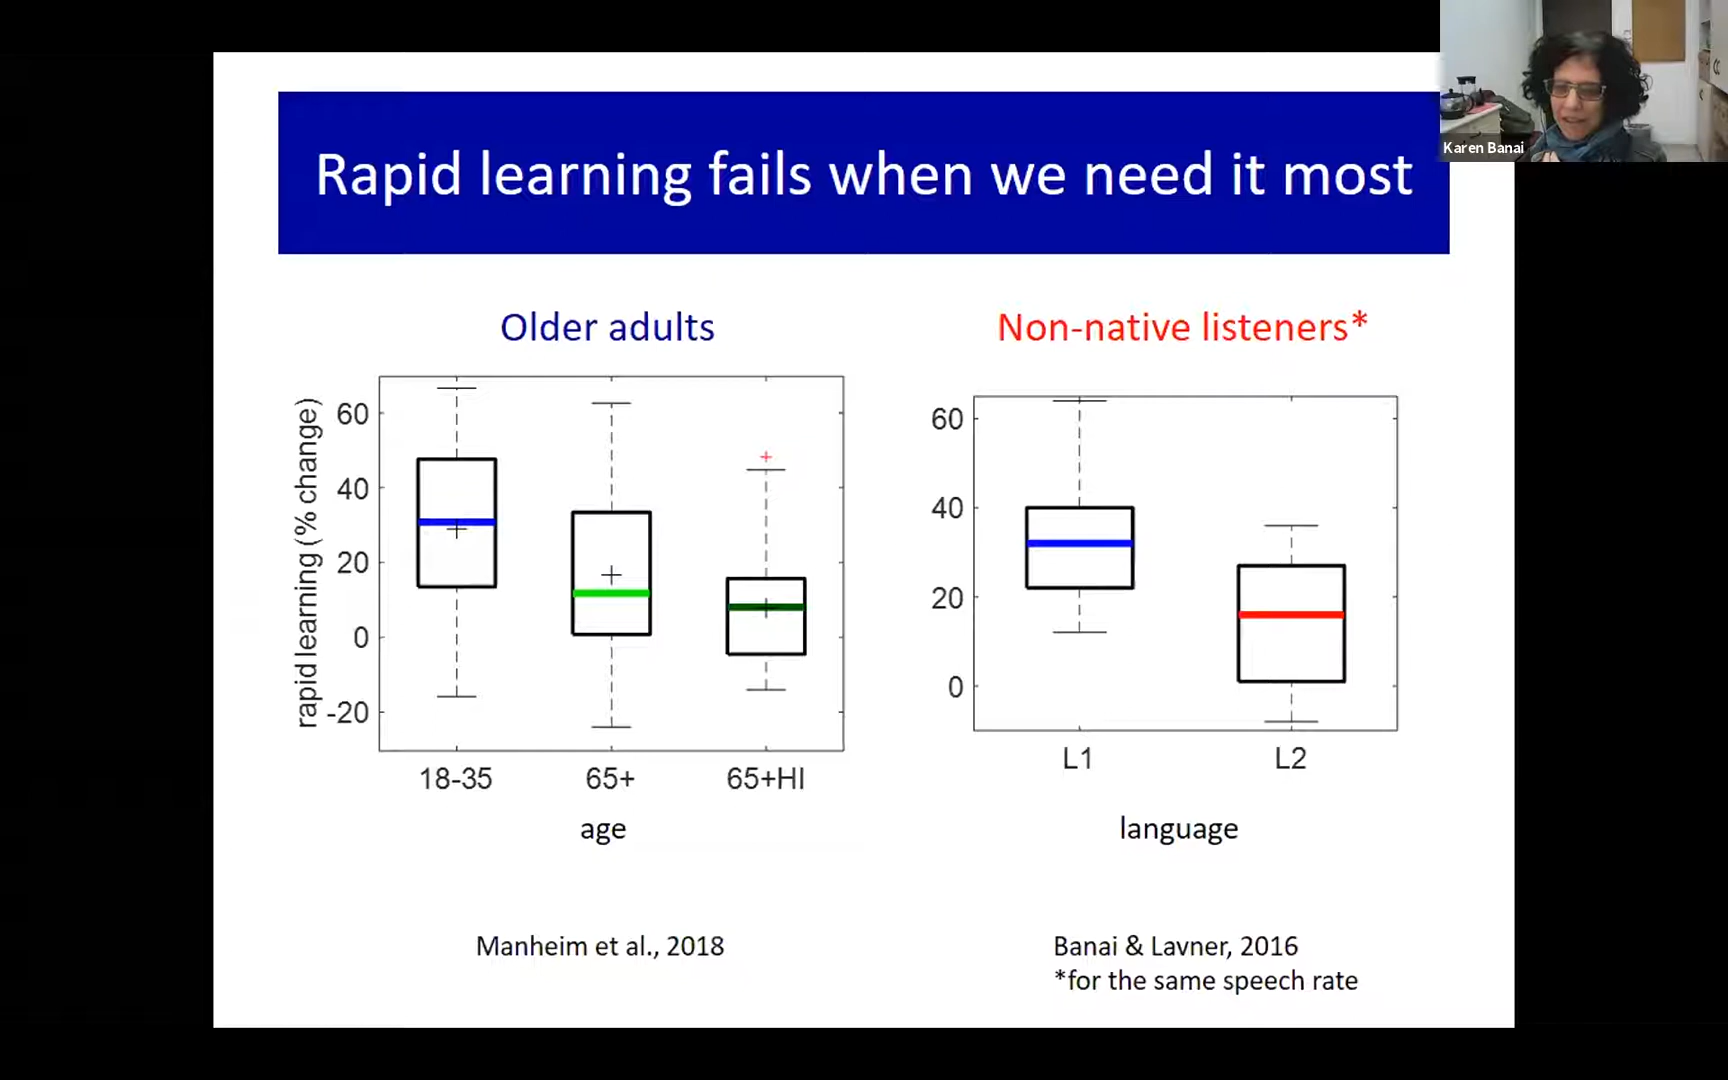 Karen Banai
Rapid learning fails when we need it most
Older adults
rapid learning (% change)
60
40
20
0
-20
18-35
65+
65+HI
age
Manheim et al., 2018
Non-native listeners*
60
40
20
0
L1
L2
language
Banai & Lavner, 2016
*for the same speech rate